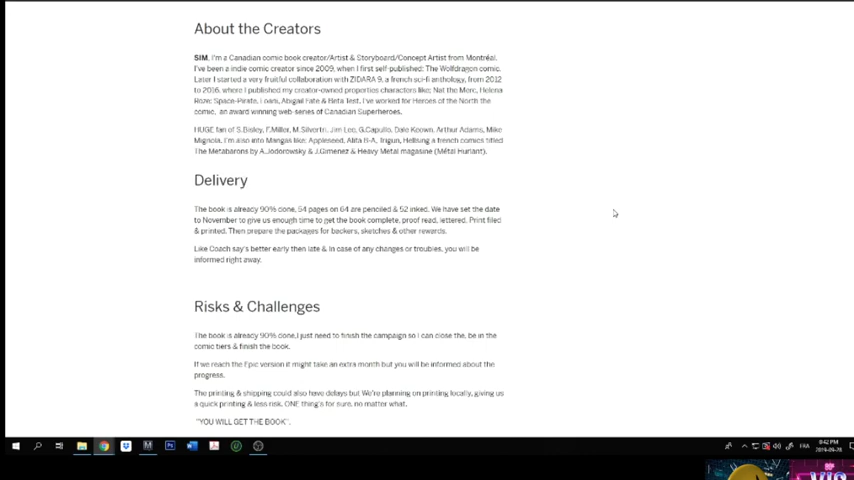 About the Creators
SIM, I'm a Canadian comic book creator/Artist & Storyboard/Concept Artist from Montréal.
I've been a indie comic creator since 2009, when I first self-published; The Wolfdragon comic.
Later I started a very fruitful collaboration with ZIDARA 9, a french sci-fi anthology, from 2012
to 2016, where I published my creator-owned properties characters like; Nat the Merc, Helena
Roze; Space-Pirate, Loani, Abigail Fate & Beta Test. I've worked for Heroes of the North the
comic, an award winning web-series of Canadian Superheroes.
HUGE fan of S.Bisley, F.Miller, M.Silvertri, Jim Lee, G.Capullo, Dale Keown, Arthur Adams, Mike
Mignola, I'm also into Mangas like; Appleseed, Alita B-A, Trigun, Hellsing & french comics titled
The Metabarons by A.Jodorowsky & J.Gimenez & Heavy Metal magasine (Métal Hurlant).
Delivery
The book is already 90% done, 54 pages on 64 are penciled & 52 inked. We have set the date
to November to give us enough time to get the book complete, proof read, lettered, Print filed
& printed. Then prepare the packages for backers, sketches & other rewards.
Like Coach say's better early then late & in case of any changes or troubles, you will be
informed right away.
Risks & Challenges
The book is already 90% done,I just need to finish the campaign so I can close the, be in the
comic tiers & finish the book.
If we reach the Epic version it might take an extra month but you will be informed about the
progress.
The printing & shipping could also have delays but We're planning on printing locally, giving us
a quick printing & less risk. ONE thing's for sure, no matter what.
"YOU WILL GET THE BOOK".
FRA
8:42 PM
2019-09-28
VIS